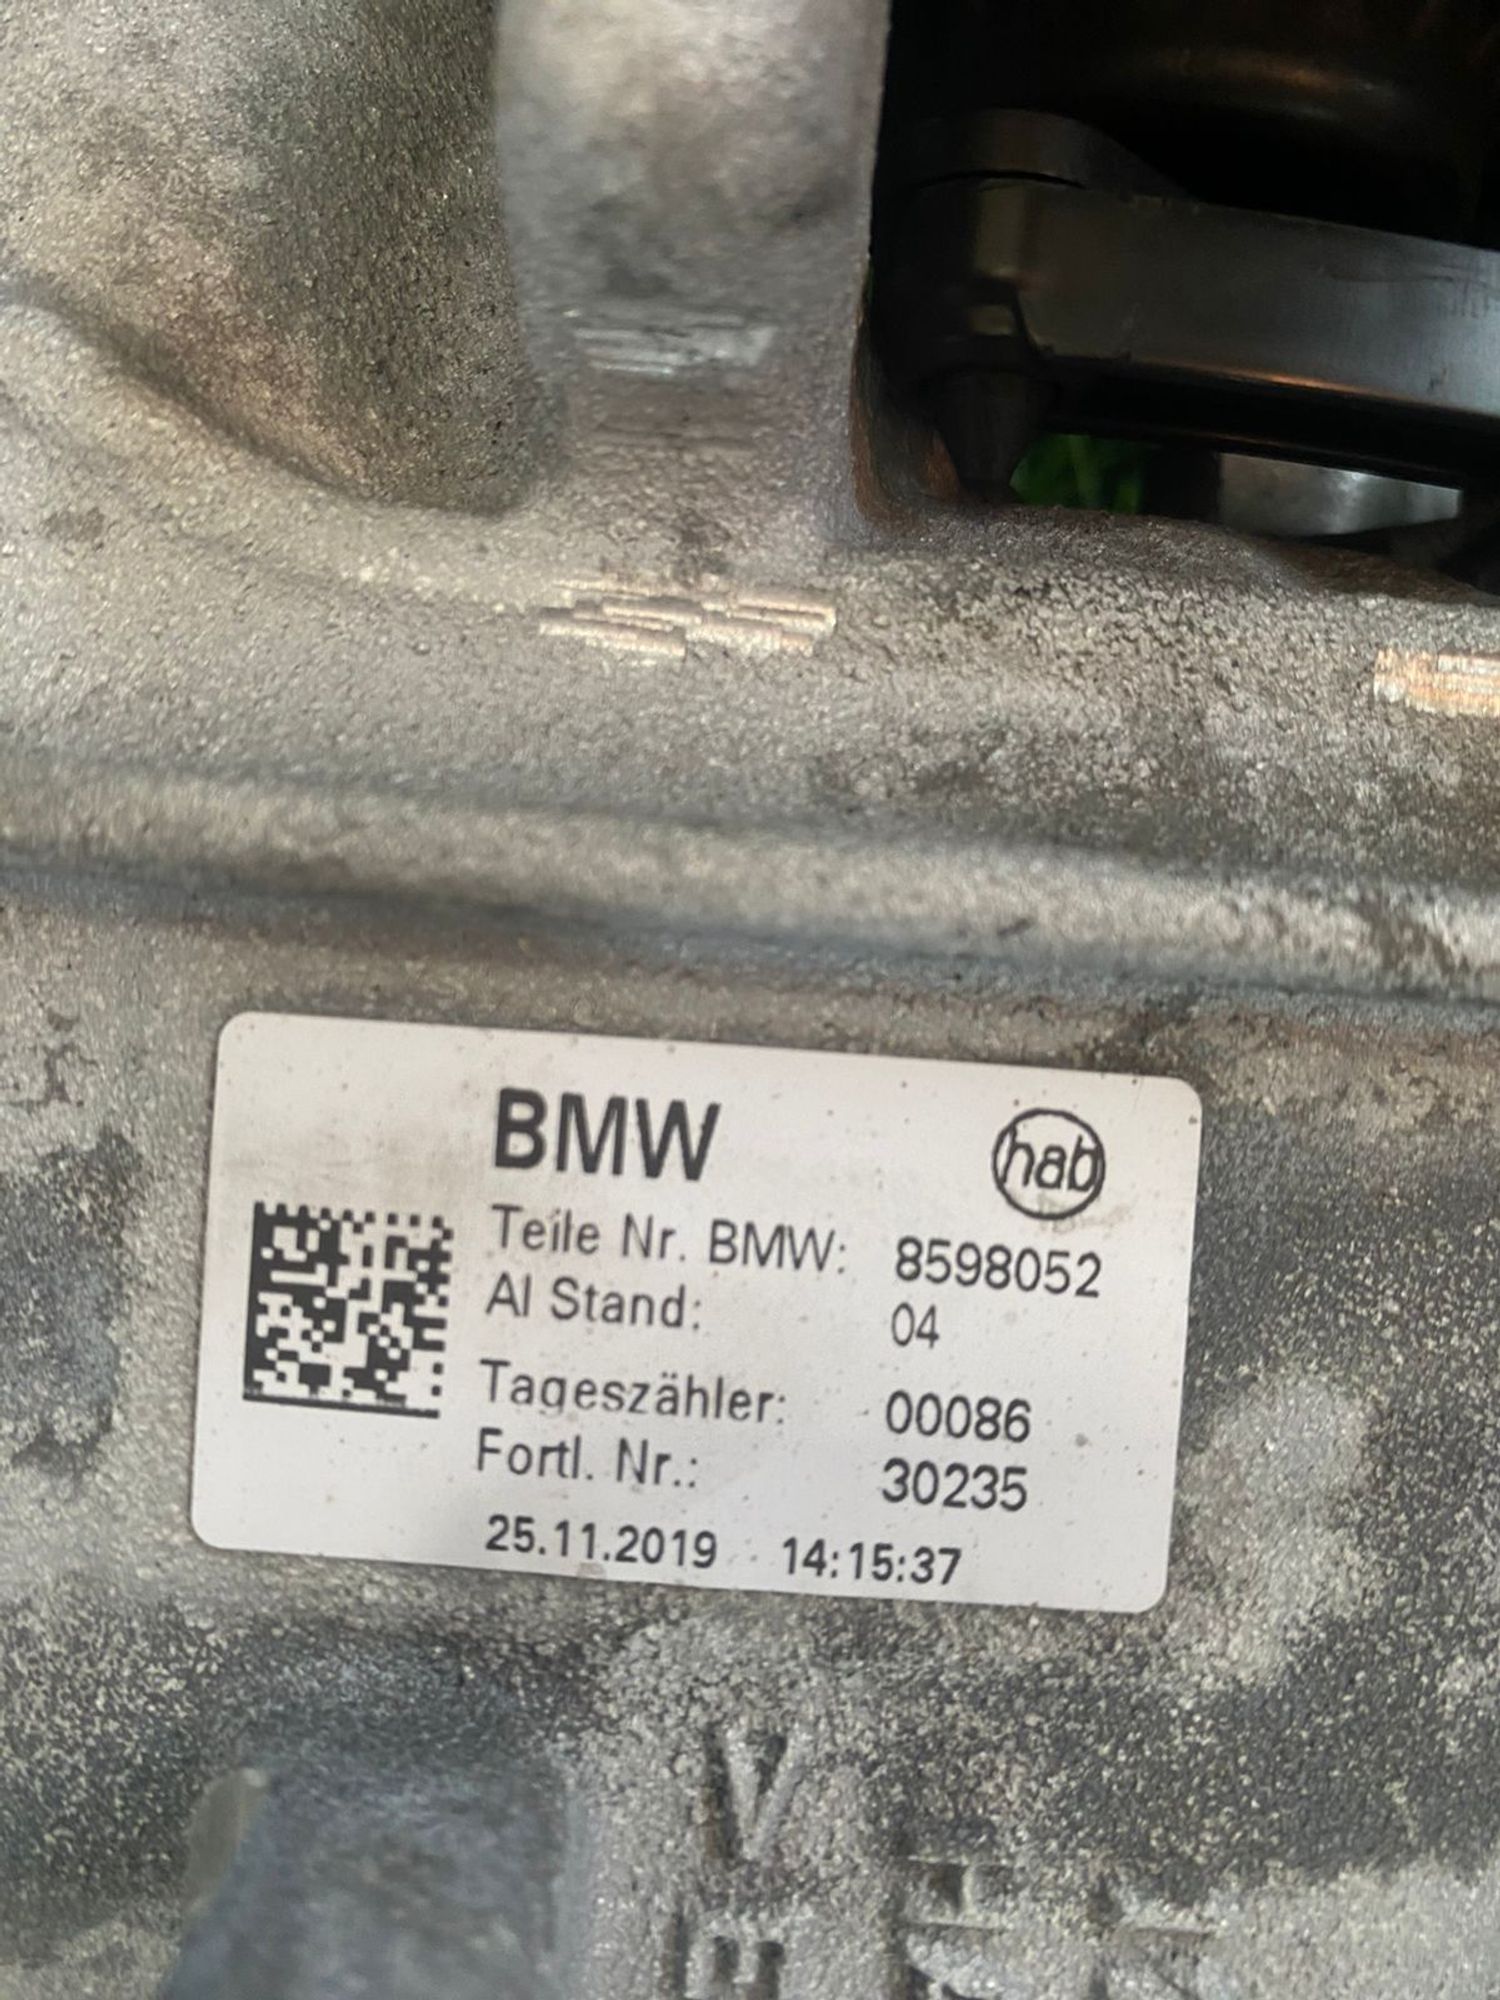 BMW
hab
Teile Nr. BMW: 8598052
AI Stand: 04
Tageszähler: 00086
Fortl. Nr.: 30235
25.11.2019 14:15:37
V